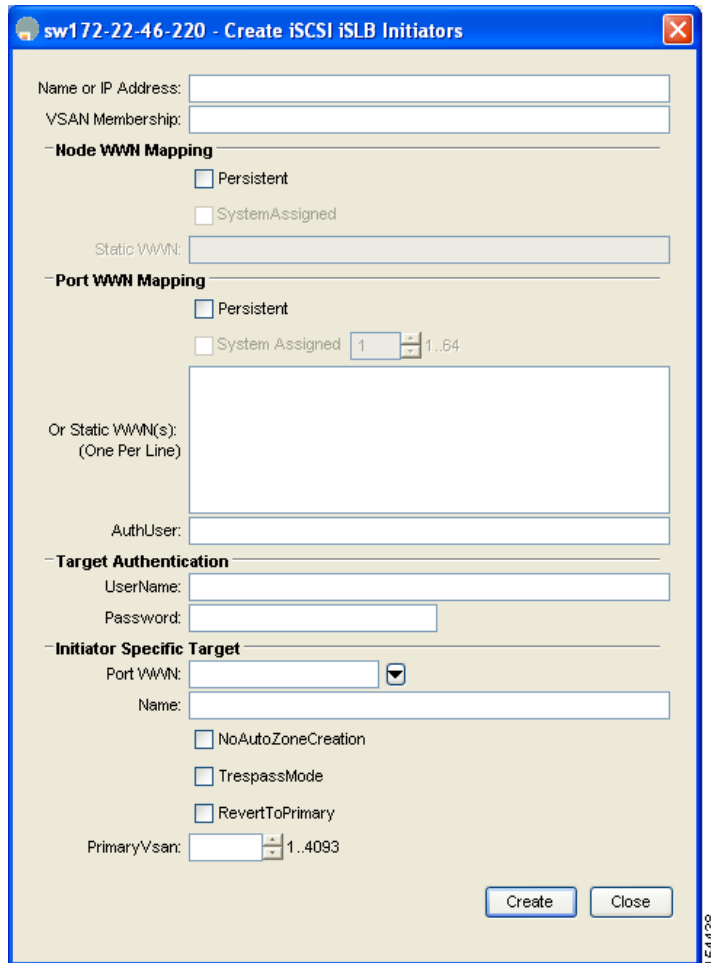 sw172-22-46-220 - Create iSCSI iSLB Initiators
Name or IP Address:
VSAN Membership:
Node WWN Mapping
Persistent
SystemAssigned
Static WWN:
Port WWN Mapping
Persistent
System Assigned 1 1..64
Or Static WWN(s):
(One Per Line)
AuthUser:
Target Authentication
UserName:
Password:
Initiator Specific Target
Port WWN:
Name:
NoAutoZoneCreation
TrespassMode
RevertToPrimary
PrimaryVsan: 1..4093
Create Close
154438